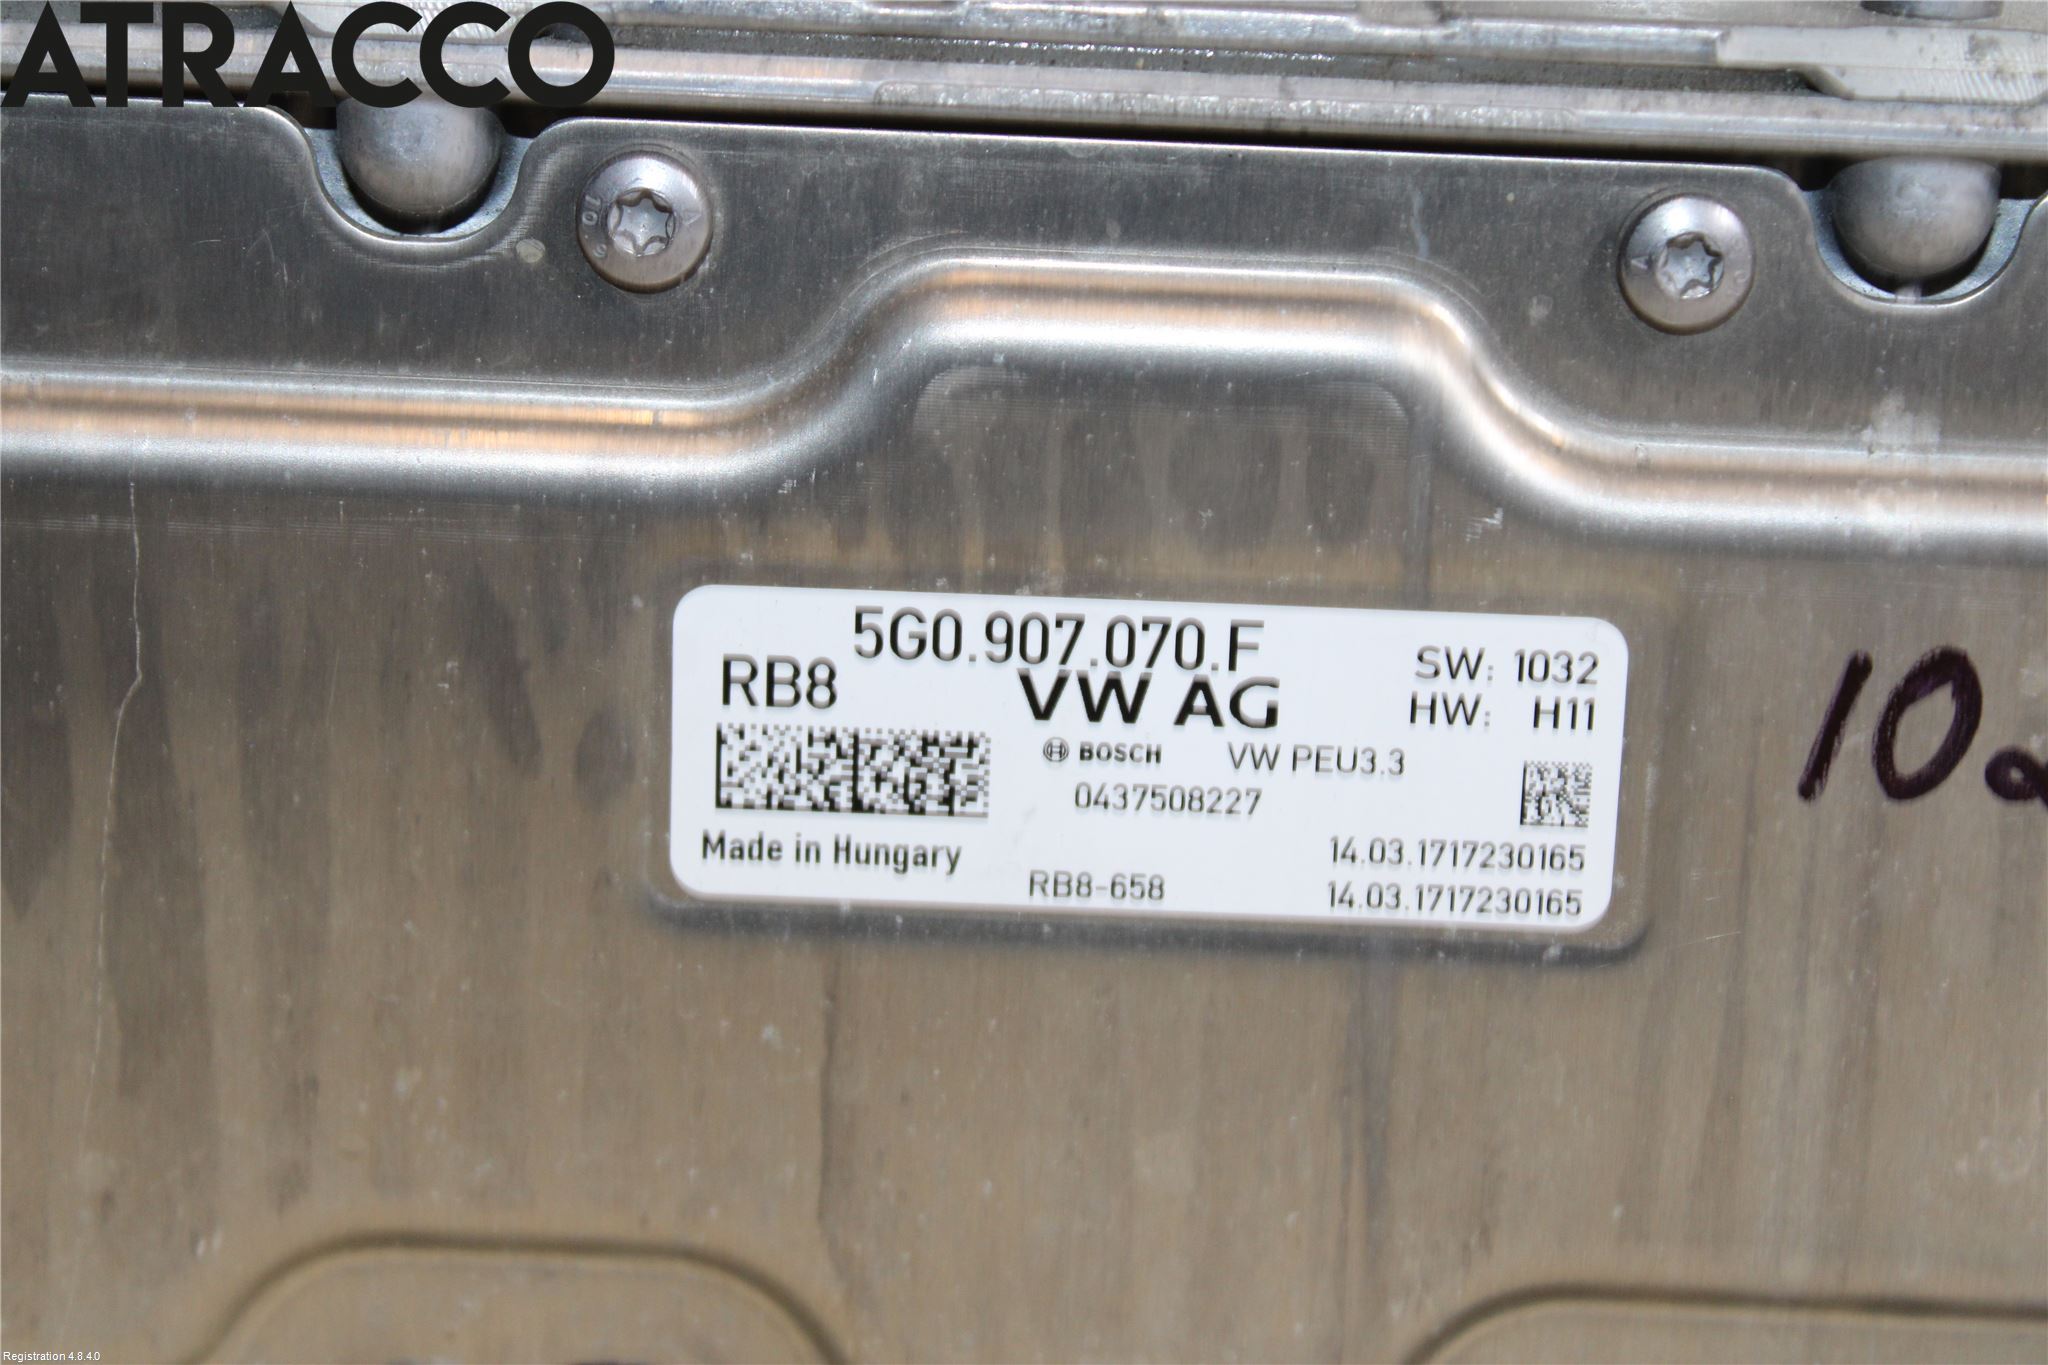 ATRACCO
5G0.907.070.F
RB8 VW AG
SW: 1032
HW: H11
BOSCH VW PEU3.3
0437508227
Made in Hungary
RB8-658
14.03.1717230165
14.03.1717230165
10
Registration 4.8.4.0